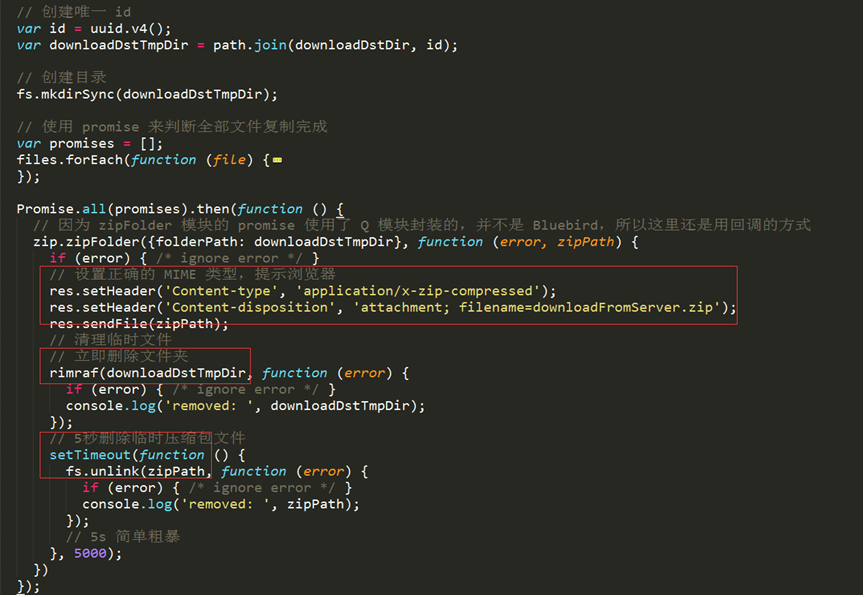 // 创建唯一 id
var id = uuid.v4();
var downloadDstTmpDir = path.join(downloadDstDir, id);
// 创建目录
fs.mkdirSync(downloadDstTmpDir);
// 使用 promise 来判断全部文件复制完成
var promises = [];
files.forEach(function (file) {
});
Promise.all(promises).then(function () {
// 因为 zipFolder 模块的 promise 使用了 Q 模块封装的，并不是 Bluebird，所以这里还是用回调的方式
zip.zipFolder({folderPath: downloadDstTmpDir}, function (error, zipPath) {
if (error) { /* ignore error */ }
// 设置正确的 MIME 类型，提示浏览器
res.setHeader('Content-type', 'application/x-zip-compressed');
res.setHeader('Content-disposition', 'attachment; filename=downloadFromServer.zip');
res.sendFile(zipPath);
// 清理临时文件
// 立即删除文件夹
rimraf(downloadDstTmpDir, function (error) {
if (error) { /* ignore error */ }
console.log('removed: ', downloadDstTmpDir);
});
// 5秒删除临时压缩包文件
setTimeout(function () {
fs.unlink(zipPath, function (error) {
if (error) { /* ignore error */ }
console.log('removed: ', zipPath);
});
// 5s 简单粗暴
}, 5000);
})
});